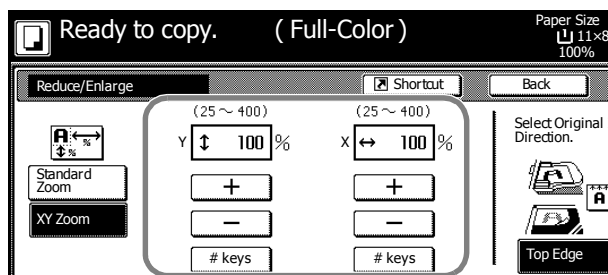 Ready to copy. ( Full-Color )
Paper Size
11×8
100%
Reduce/Enlarge
Shortcut
Back
(25～400)
(25～400)
Y 100 %
X 100 %
Select Original
Direction.
A
%
%
Standard
Zoom
+
+
A
XY Zoom
－
－
# keys
# keys
Top Edge